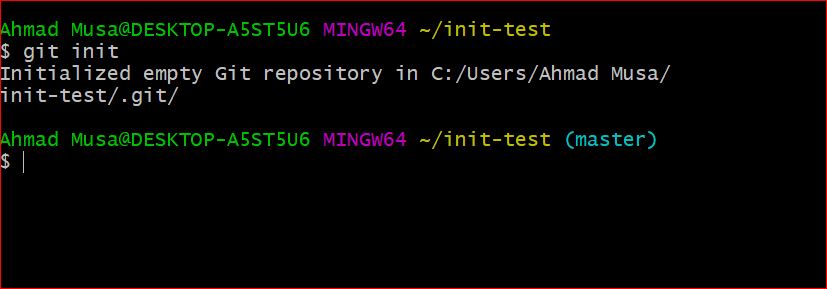 Ahmad Musa@DESKTOP-A5ST5U6 MINGW64 ~/init-test
$ git init
Initialized empty Git repository in C:/Users/Ahmad Musa/
init-test/.git/
Ahmad Musa@DESKTOP-A5ST5U6 MINGW64 ~/init-test (master)
$